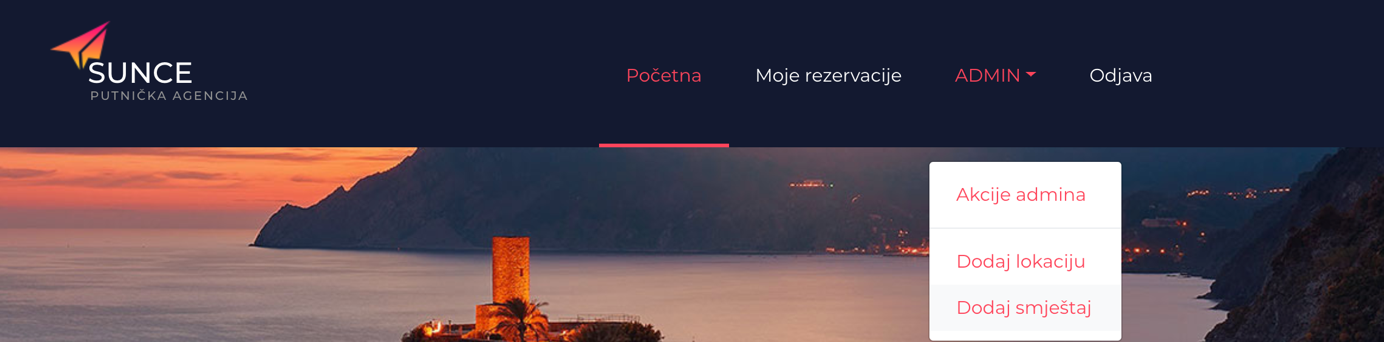 SUNCE
PUTNIČKA AGENCIJA
Početna
Moje rezervacije
ADMIN
Odjava
Akcije admina
Dodaj lokaciju
Dodaj smještaj